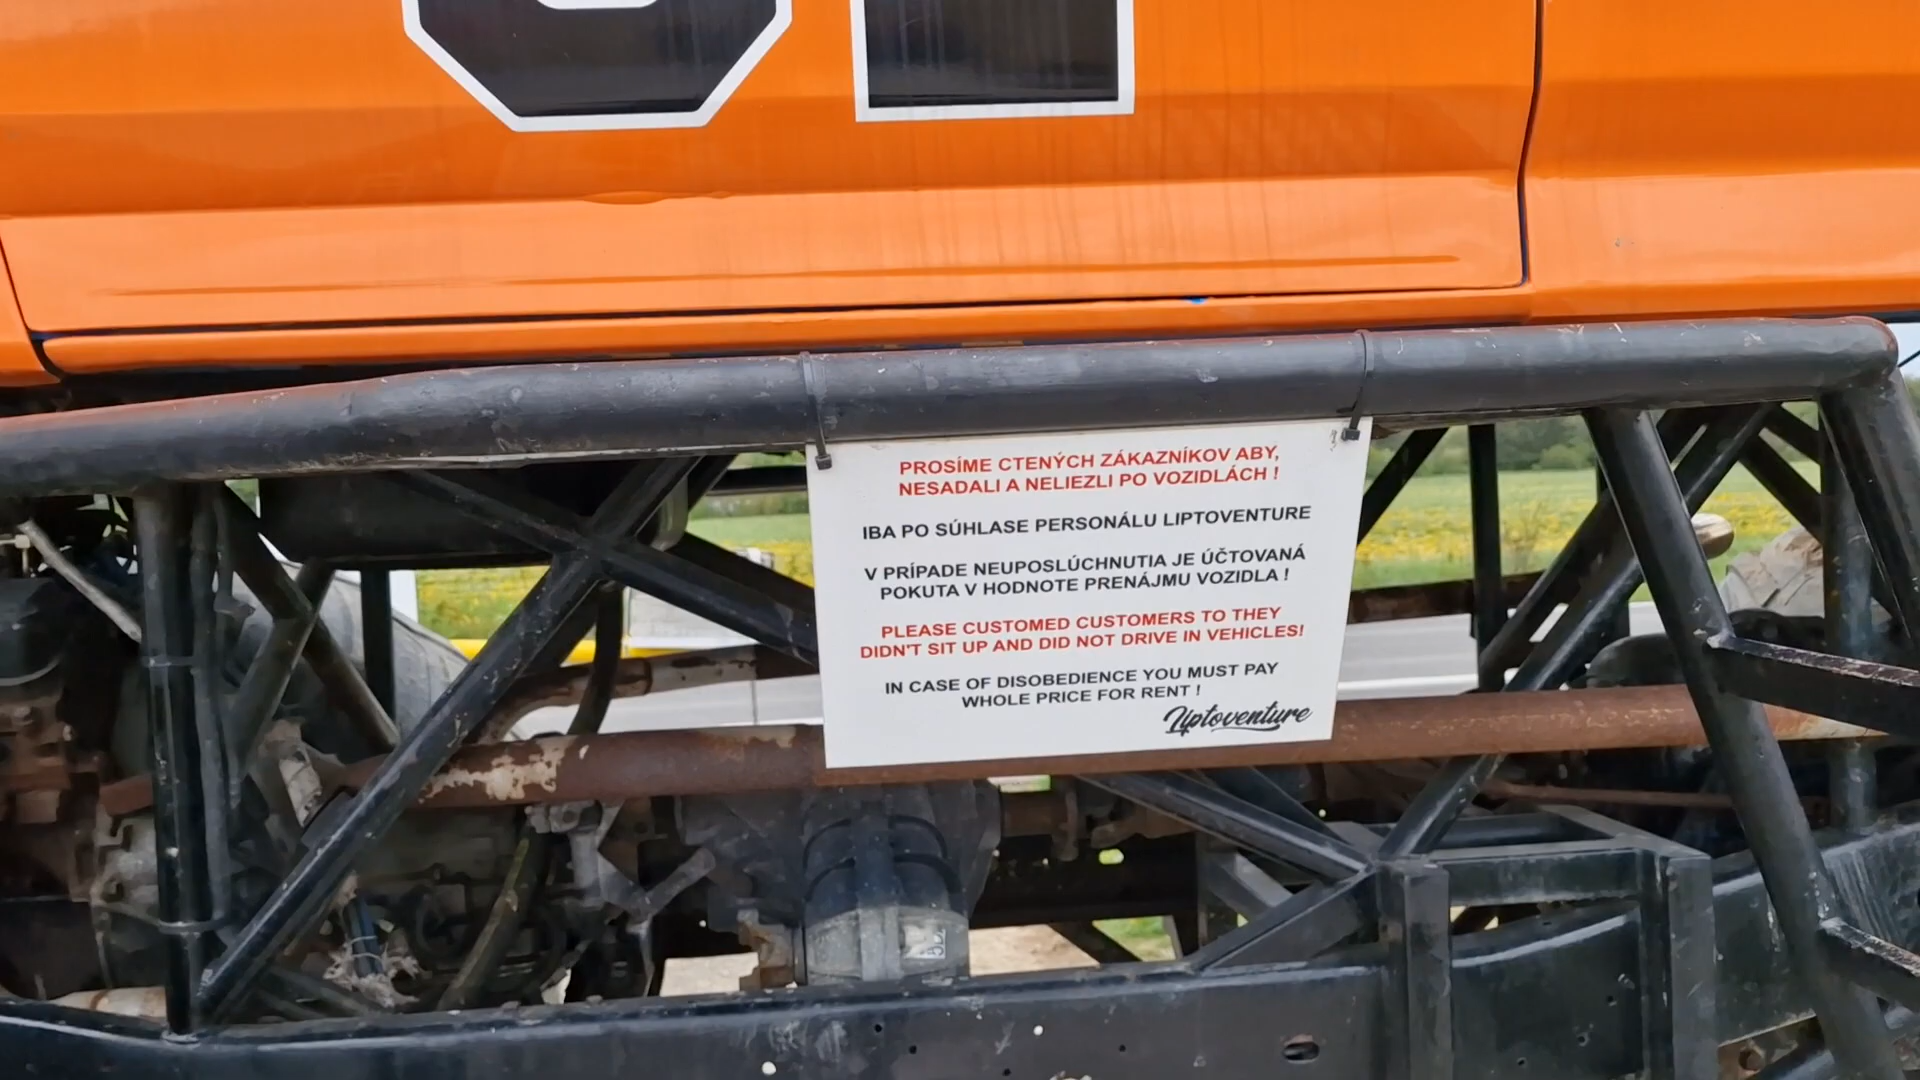 PROSÍME CTENÝCH ZÁKAZNÍKOV ABY,
NESADALI A NELIEZLI PO VOZIDLÁCH !
IBA PO SÚHLASE PERSONÁLU LIPTOVENTURE
V PRÍPADE NEUPOSLÚCHNUTIA JE ÚČTOVANÁ
POKUTA V HODNOTE PRENÁJMU VOZIDLA !
PLEASE CUSTOMED CUSTOMERS TO THEY
DIDN'T SIT UP AND DID NOT DRIVE IN VEHICLES!
IN CASE OF DISOBEDIENCE YOU MUST PAY
WHOLE PRICE FOR RENT !
Liptoventure